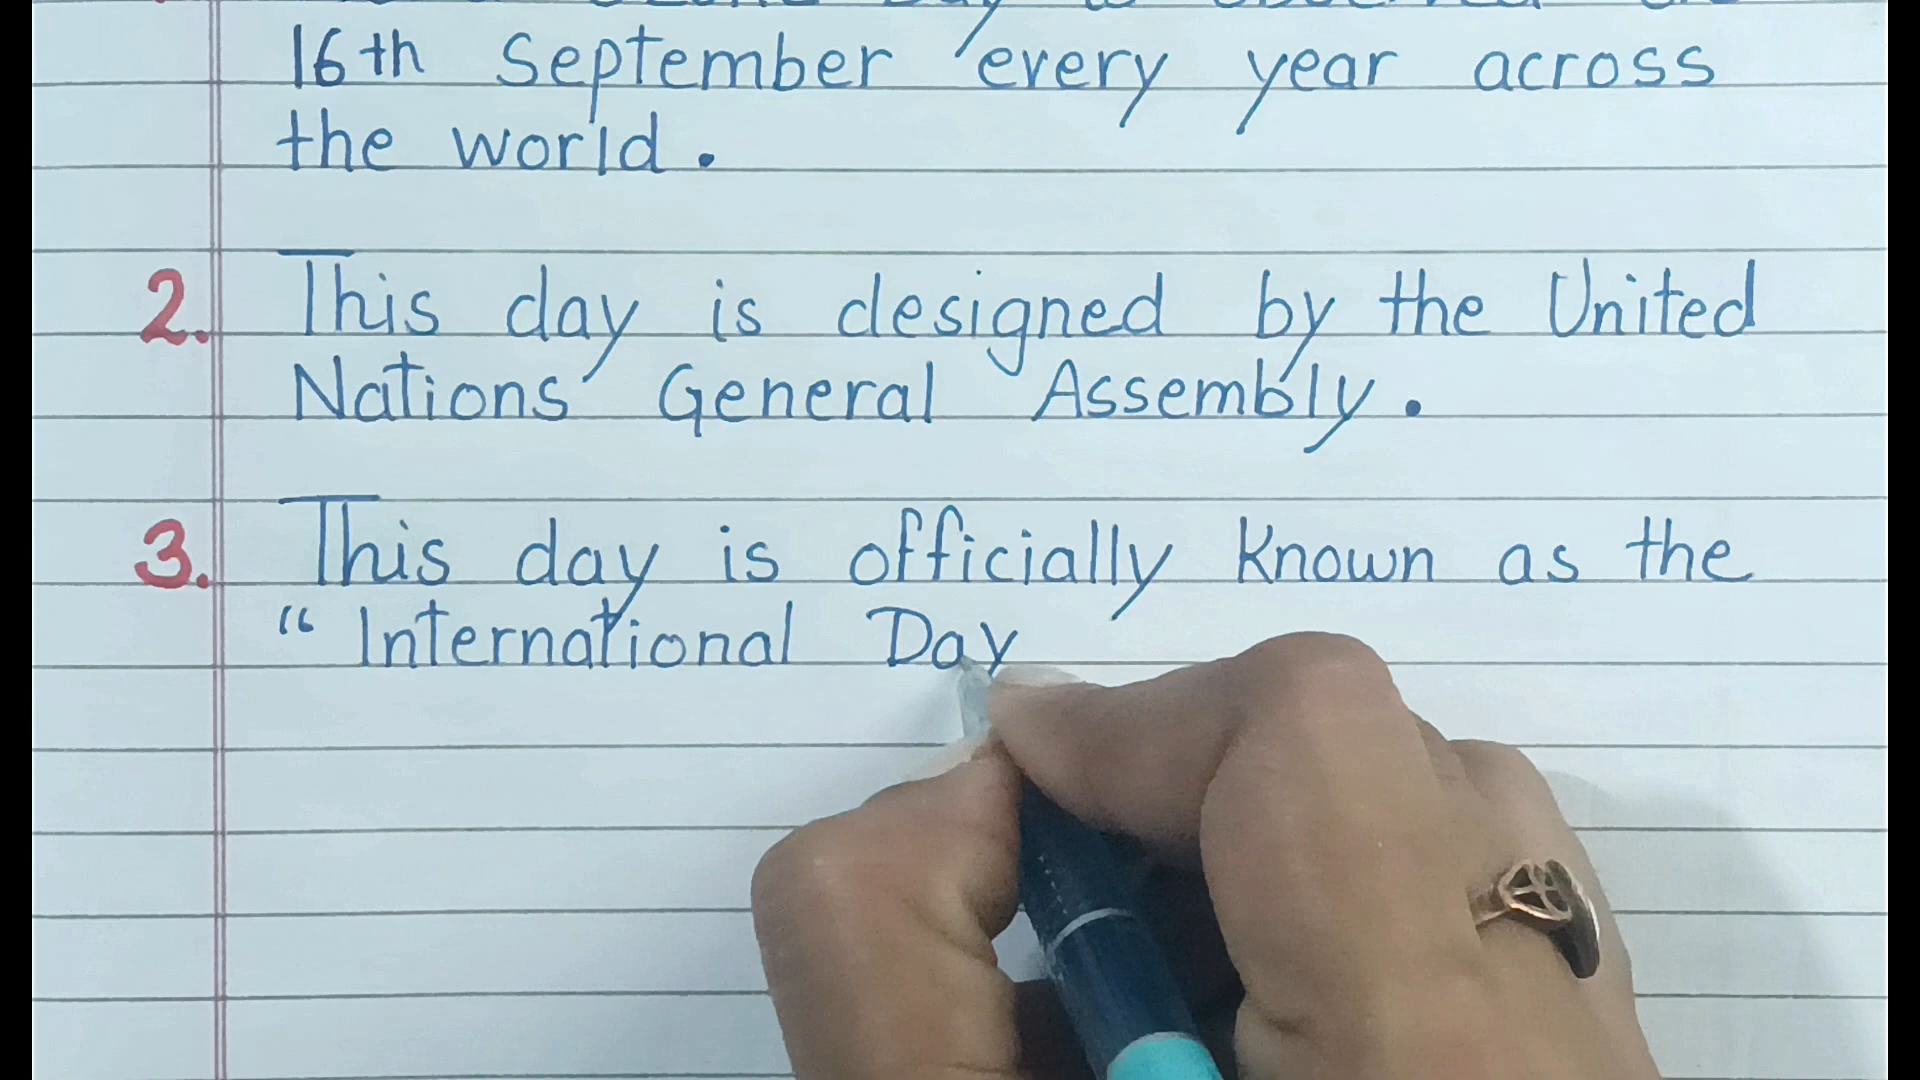 16th September every year across
the world.
2. This day is designed by the United
Nations General Assembly.
3. This day is officially known as the
"International Day